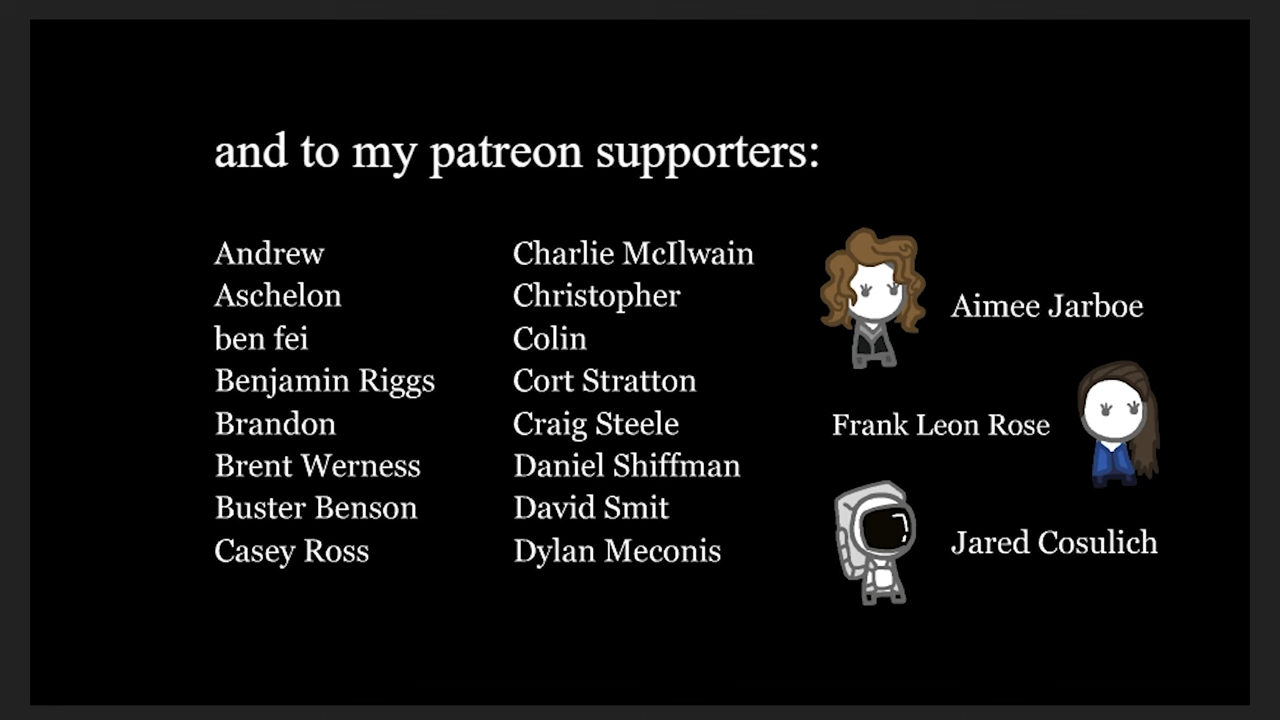 and to my patreon supporters:
Andrew
Aschelon
ben fei
Benjamin Riggs
Brandon
Brent Werness
Buster Benson
Casey Ross
Charlie McIlwain
Christopher
Colin
Cort Stratton
Craig Steele
Daniel Shiffman
David Smit
Dylan Meconis
Aimee Jarboe
Frank Leon Rose
Jared Cosulich